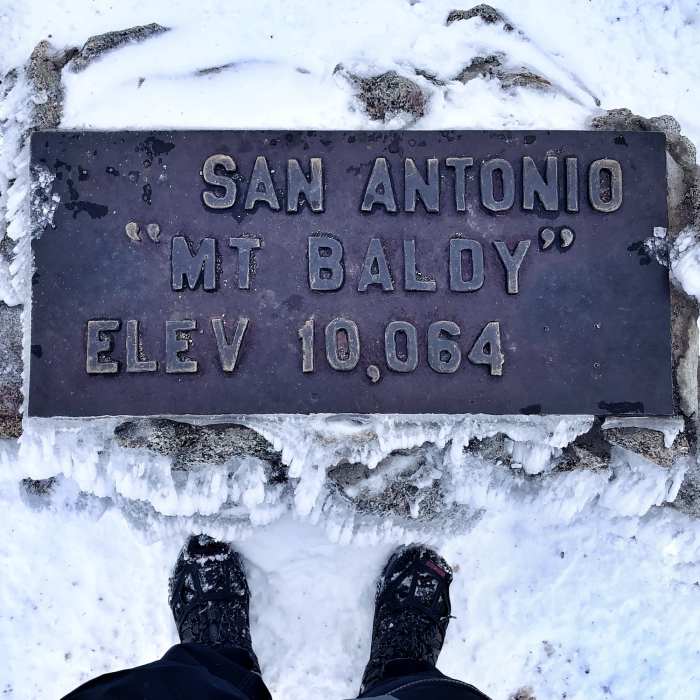 SAN ANTONIO
“MT BALDY”
ELEV 10,064